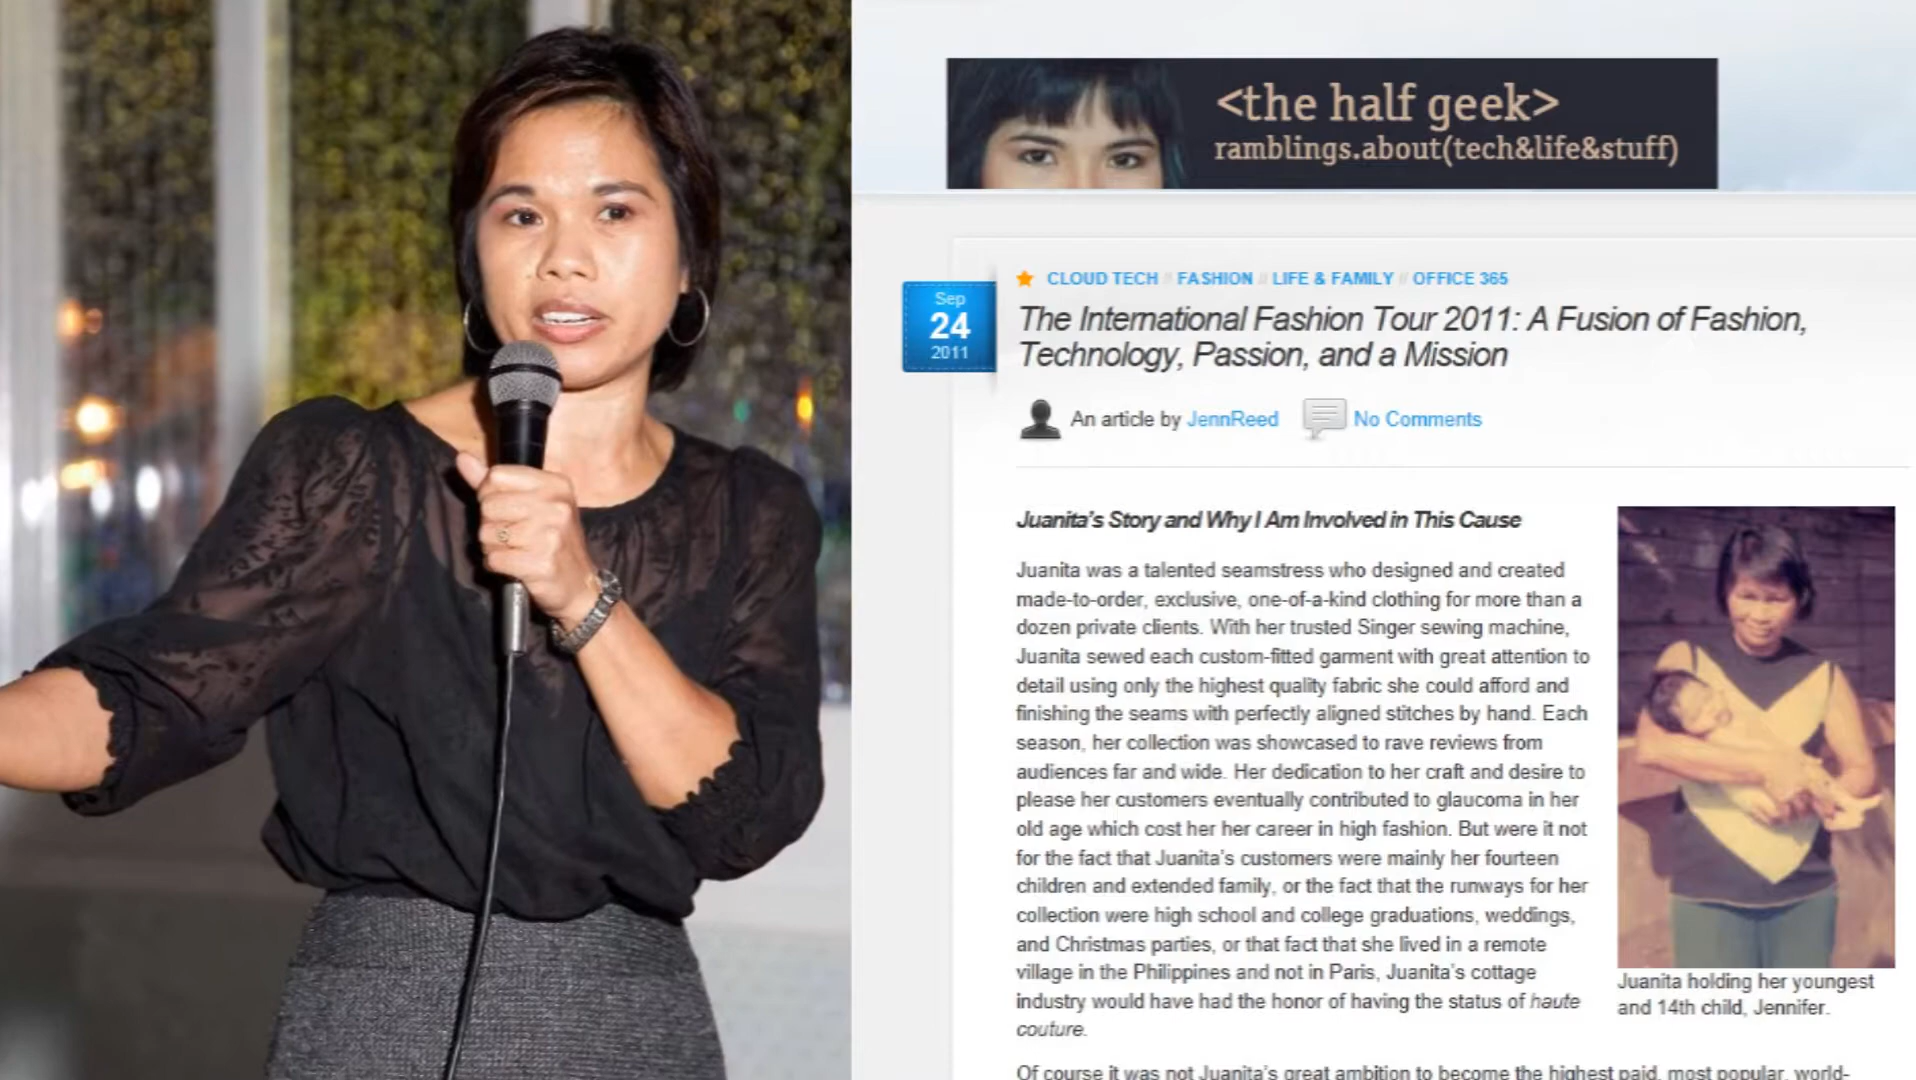 <the half geek>
ramblings.about(tech&life&stuff)
CLOUD TECH // FASHION // LIFE & FAMILY // OFFICE 365
Sep
24
2011
The International Fashion Tour 2011: A Fusion of Fashion,
Technology, Passion, and a Mission
An article by JennReed No Comments
Juanita's Story and Why I Am Involved in This Cause
Juanita was a talented seamstress who designed and created
made-to-order, exclusive, one-of-a-kind clothing for more than a
dozen private clients. With her trusted Singer sewing machine,
Juanita sewed each custom-fitted garment with great attention to
detail using only the highest quality fabric she could afford and
finishing the seams with perfectly aligned stitches by hand. Each
season, her collection was showcased to rave reviews from
audiences far and wide. Her dedication to her craft and desire to
please her customers eventually contributed to glaucoma in her
old age which cost her her career in high fashion. But were it not
for the fact that Juanita's customers were mainly her fourteen
children and extended family, or the fact that the runways for her
collection were high school and college graduations, weddings,
and Christmas parties, or that fact that she lived in a remote
village in the Philippines and not in Paris, Juanita's cottage
industry would have had the honor of having the status of haute
couture.
Juanita holding her youngest
and 14th child, Jennifer.
Of course it was not Juanita's great ambition to become the highest paid, most popular, world-